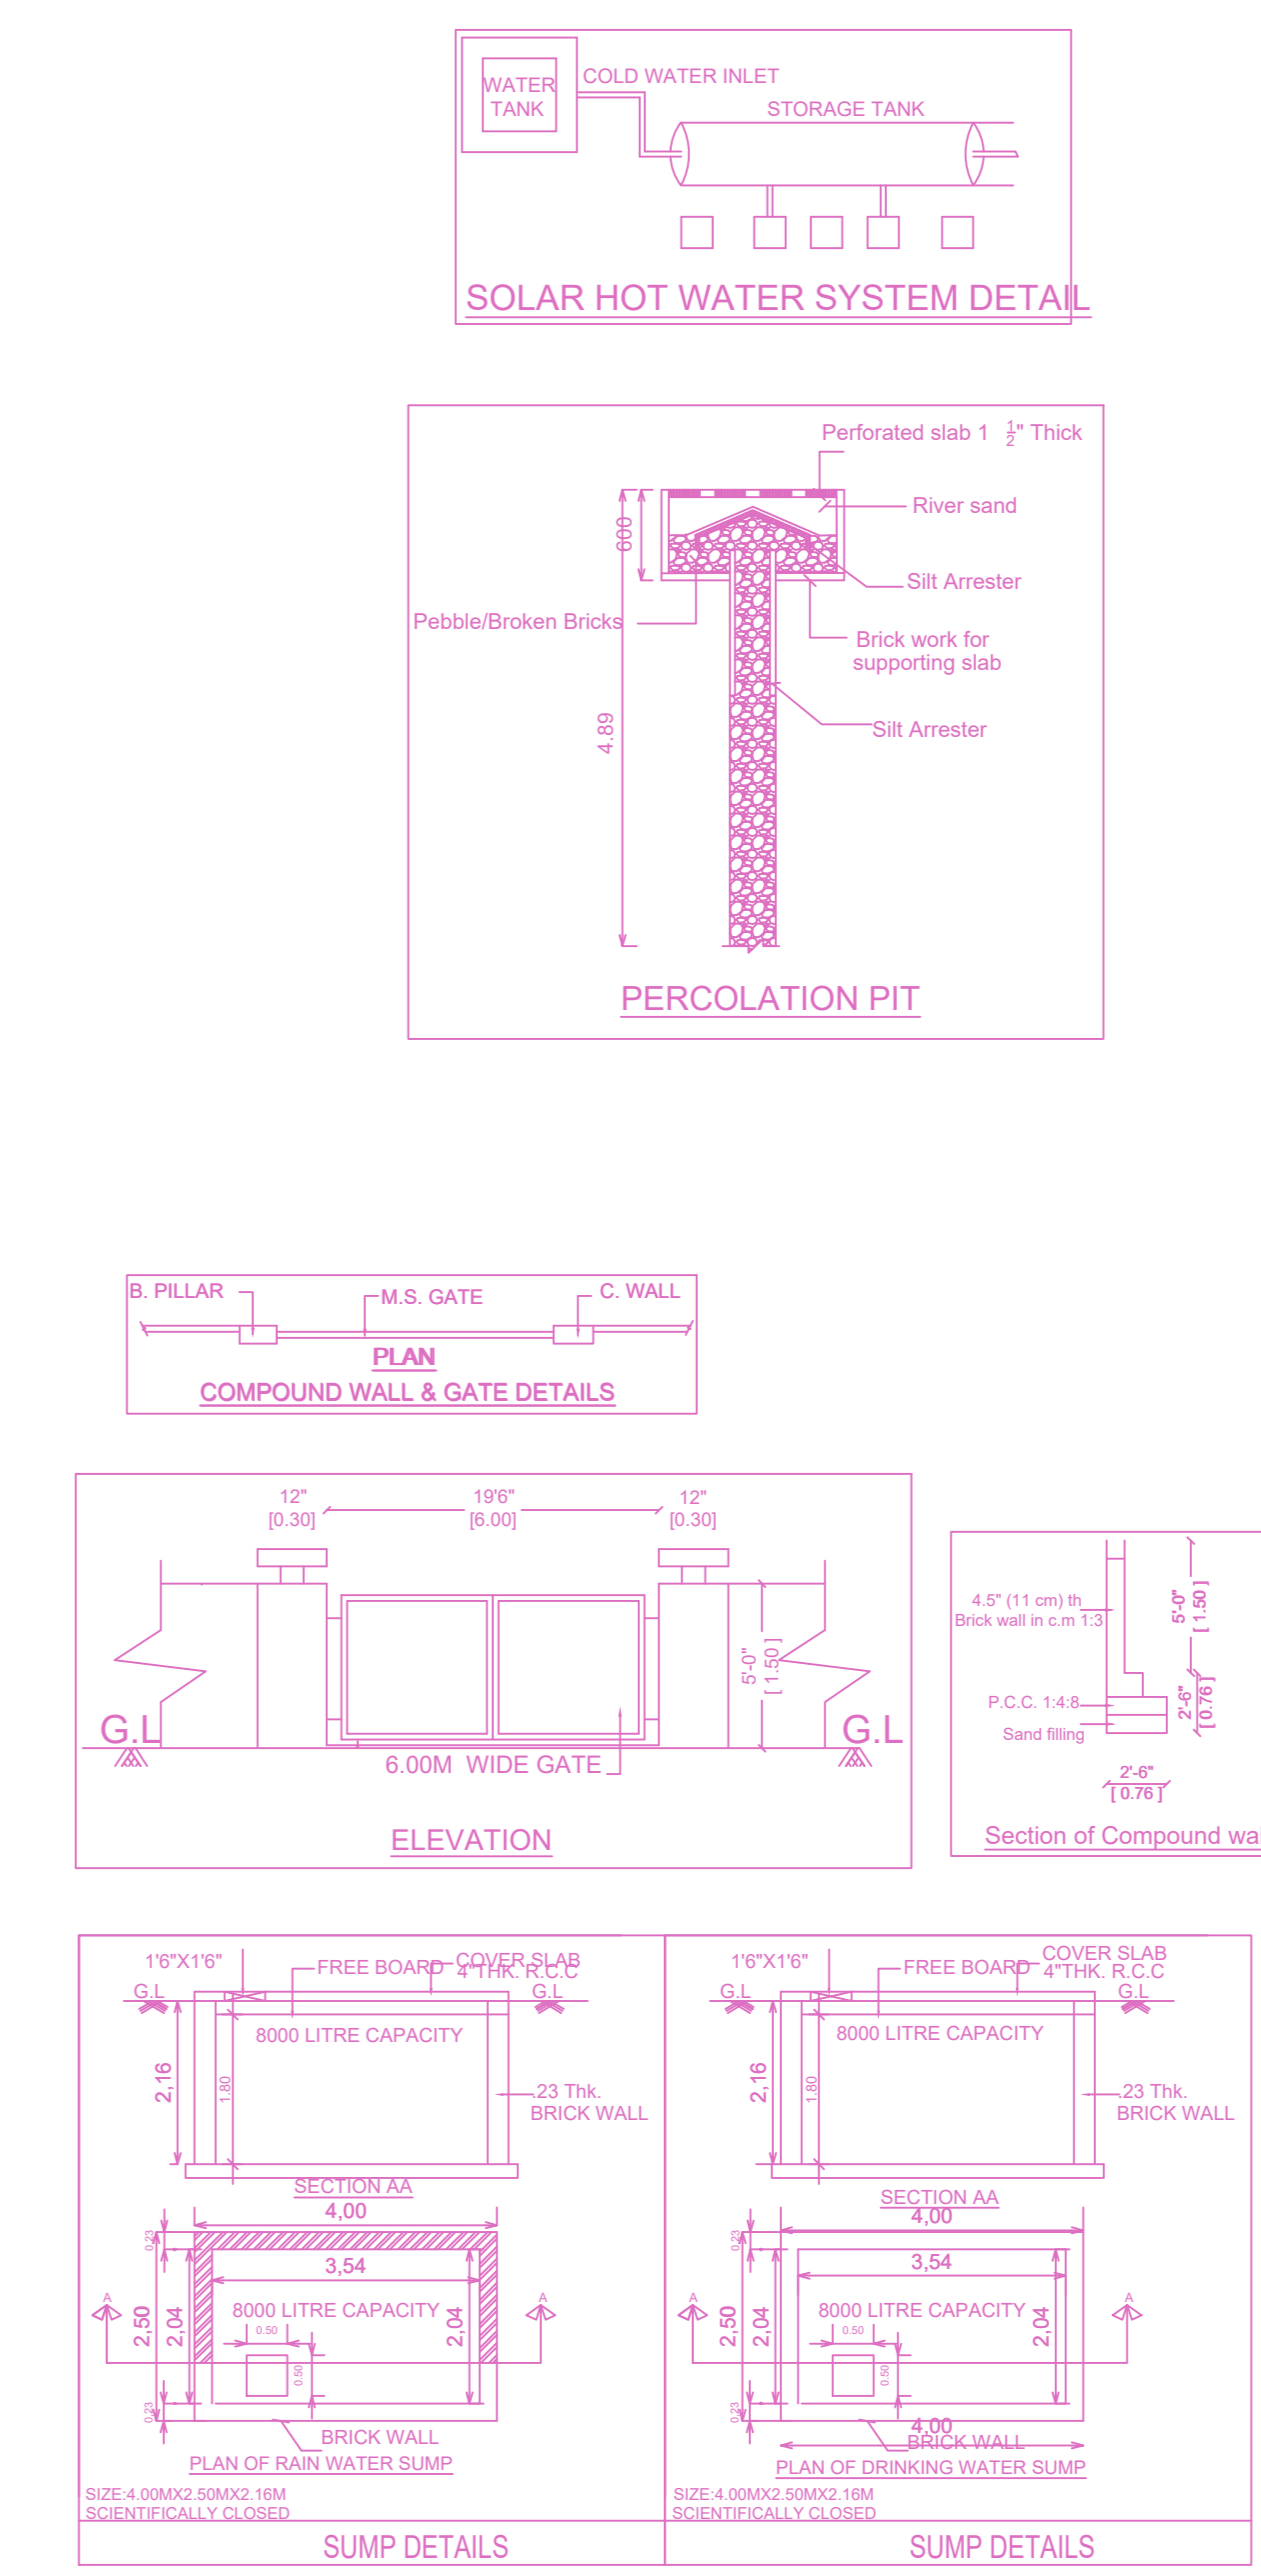 WATER
TANK
COLD WATER INLET
STORAGE TANK
SOLAR HOT WATER SYSTEM DETAIL
Perforated slab 1 1/2" Thick
River sand
600
Silt Arrester
Pebble/Broken Bricks
Brick work for
supporting slab
4.89
Silt Arrester
PERCOLATION PIT
B. PILLAR
M.S. GATE
C. WALL
PLAN
COMPOUND WALL & GATE DETAILS
12" 19'6" 12"
[0.30] [6.00] [0.30]
5'-0"
[ 1.50 ]
G.L
G.L
6.00M WIDE GATE
ELEVATION
4.5" (11 cm) th
Brick wall in c.m 1:3
5'-0"
[ 1.50 ]
P.C.C. 1:4:8
Sand filling
2'-6"
[ 0.76 ]
2'-6"
[ 0.76 ]
Section of Compound wal
1'6"X1'6"
FREE BOARD
COVER SLAB
4"THK. R.C.C
G.L
G.L
8000 LITRE CAPACITY
2,16
1.80
.23 Thk.
BRICK WALL
SECTION AA
4,00
0.23
3,54
A
A
8000 LITRE CAPACITY
2,50
2,04
2,04
0.50
0.50
0.23
BRICK WALL
PLAN OF RAIN WATER SUMP
SIZE:4.00MX2.50MX2.16M
SCIENTIFICALLY CLOSED
SUMP DETAILS
1'6"X1'6"
FREE BOARD
COVER SLAB
4"THK. R.C.C
G.L
G.L
8000 LITRE CAPACITY
2,16
1.80
.23 Thk.
BRICK WALL
SECTION AA
4,00
0.23
3,54
A
A
8000 LITRE CAPACITY
2,50
2,04
2,04
0.50
0.50
0.23
4,00
BRICK WALL
PLAN OF DRINKING WATER SUMP
SIZE:4.00MX2.50MX2.16M
SCIENTIFICALLY CLOSED
SUMP DETAILS